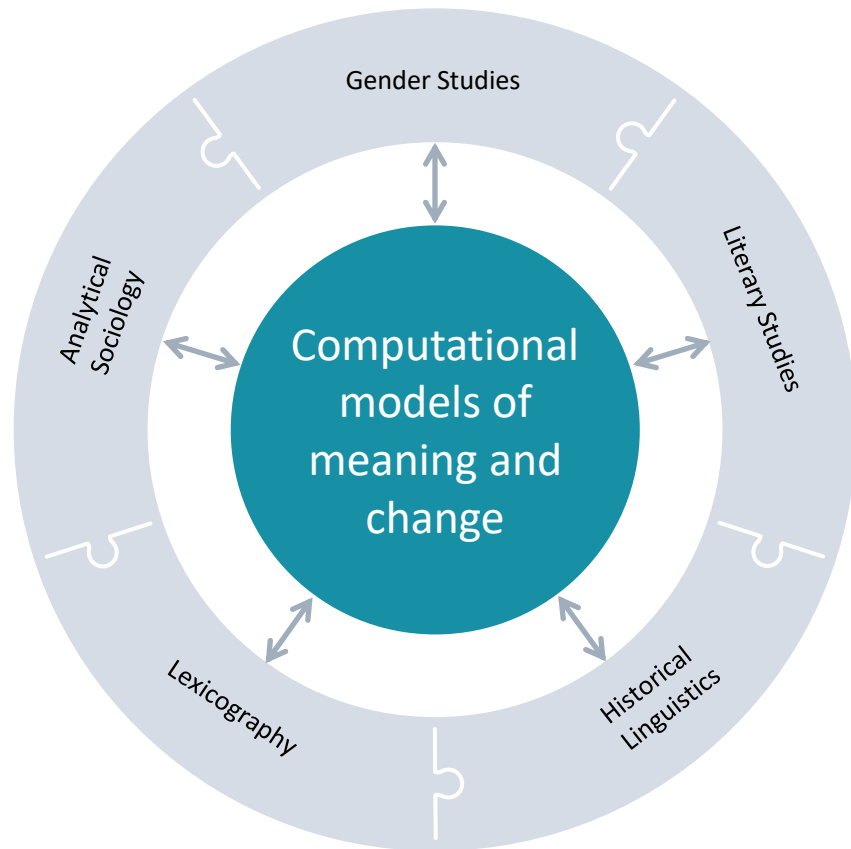 Gender Studies
Literary Studies
Historical
Linguistics
Lexicography
Analytical
Sociology
Computational
models of
meaning and
change